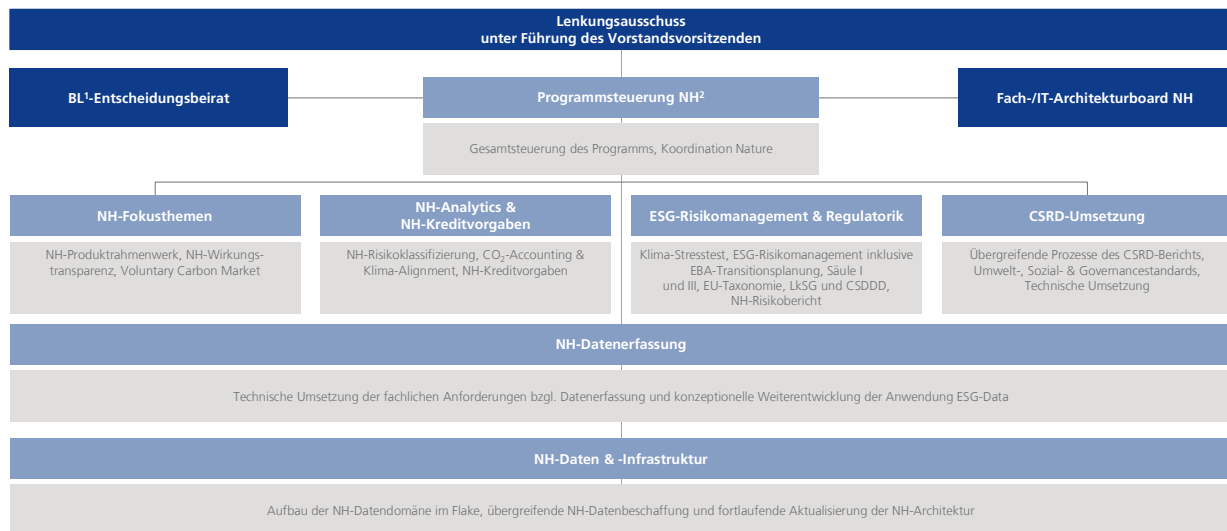 Lenkungsausschuss
unter Führung des Vorstandsvorsitzenden
BL¹-Entscheidungsbeirat
Programmsteuerung NH²
Fach-/IT-Architekturboard NH
Gesamtsteuerung des Programms, Koordination Nature
NH-Fokusthemen
NH-Produktrahmenwerk, NH-Wirkungs-
transparenz, Voluntary Carbon Market
NH-Analytics &
NH-Kreditvorgaben
NH-Risikoklassifizierung, CO₂-Accounting &
Klima-Alignment, NH-Kreditvorgaben
ESG-Risikomanagement & Regulatorik
Klima-Stresstest, ESG-Risikomanagement inklusive
EBA-Transitionsplanung, Säule I
und III, EU-Taxonomie, LkSG und CSDDD,
NH-Risikobericht
CSRD-Umsetzung
Übergreifende Prozesse des CSRD-Berichts,
Umwelt-, Sozial- & Governancestandards,
Technische Umsetzung
NH-Datenerfassung
Technische Umsetzung der fachlichen Anforderungen bzgl. Datenerfassung und konzeptionelle Weiterentwicklung der Anwendung ESG-Data
NH-Daten & -Infrastruktur
Aufbau der NH-Datendomäne im Flake, übergreifende NH-Datenbeschaffung und fortlaufende Aktualisierung der NH-Architektur